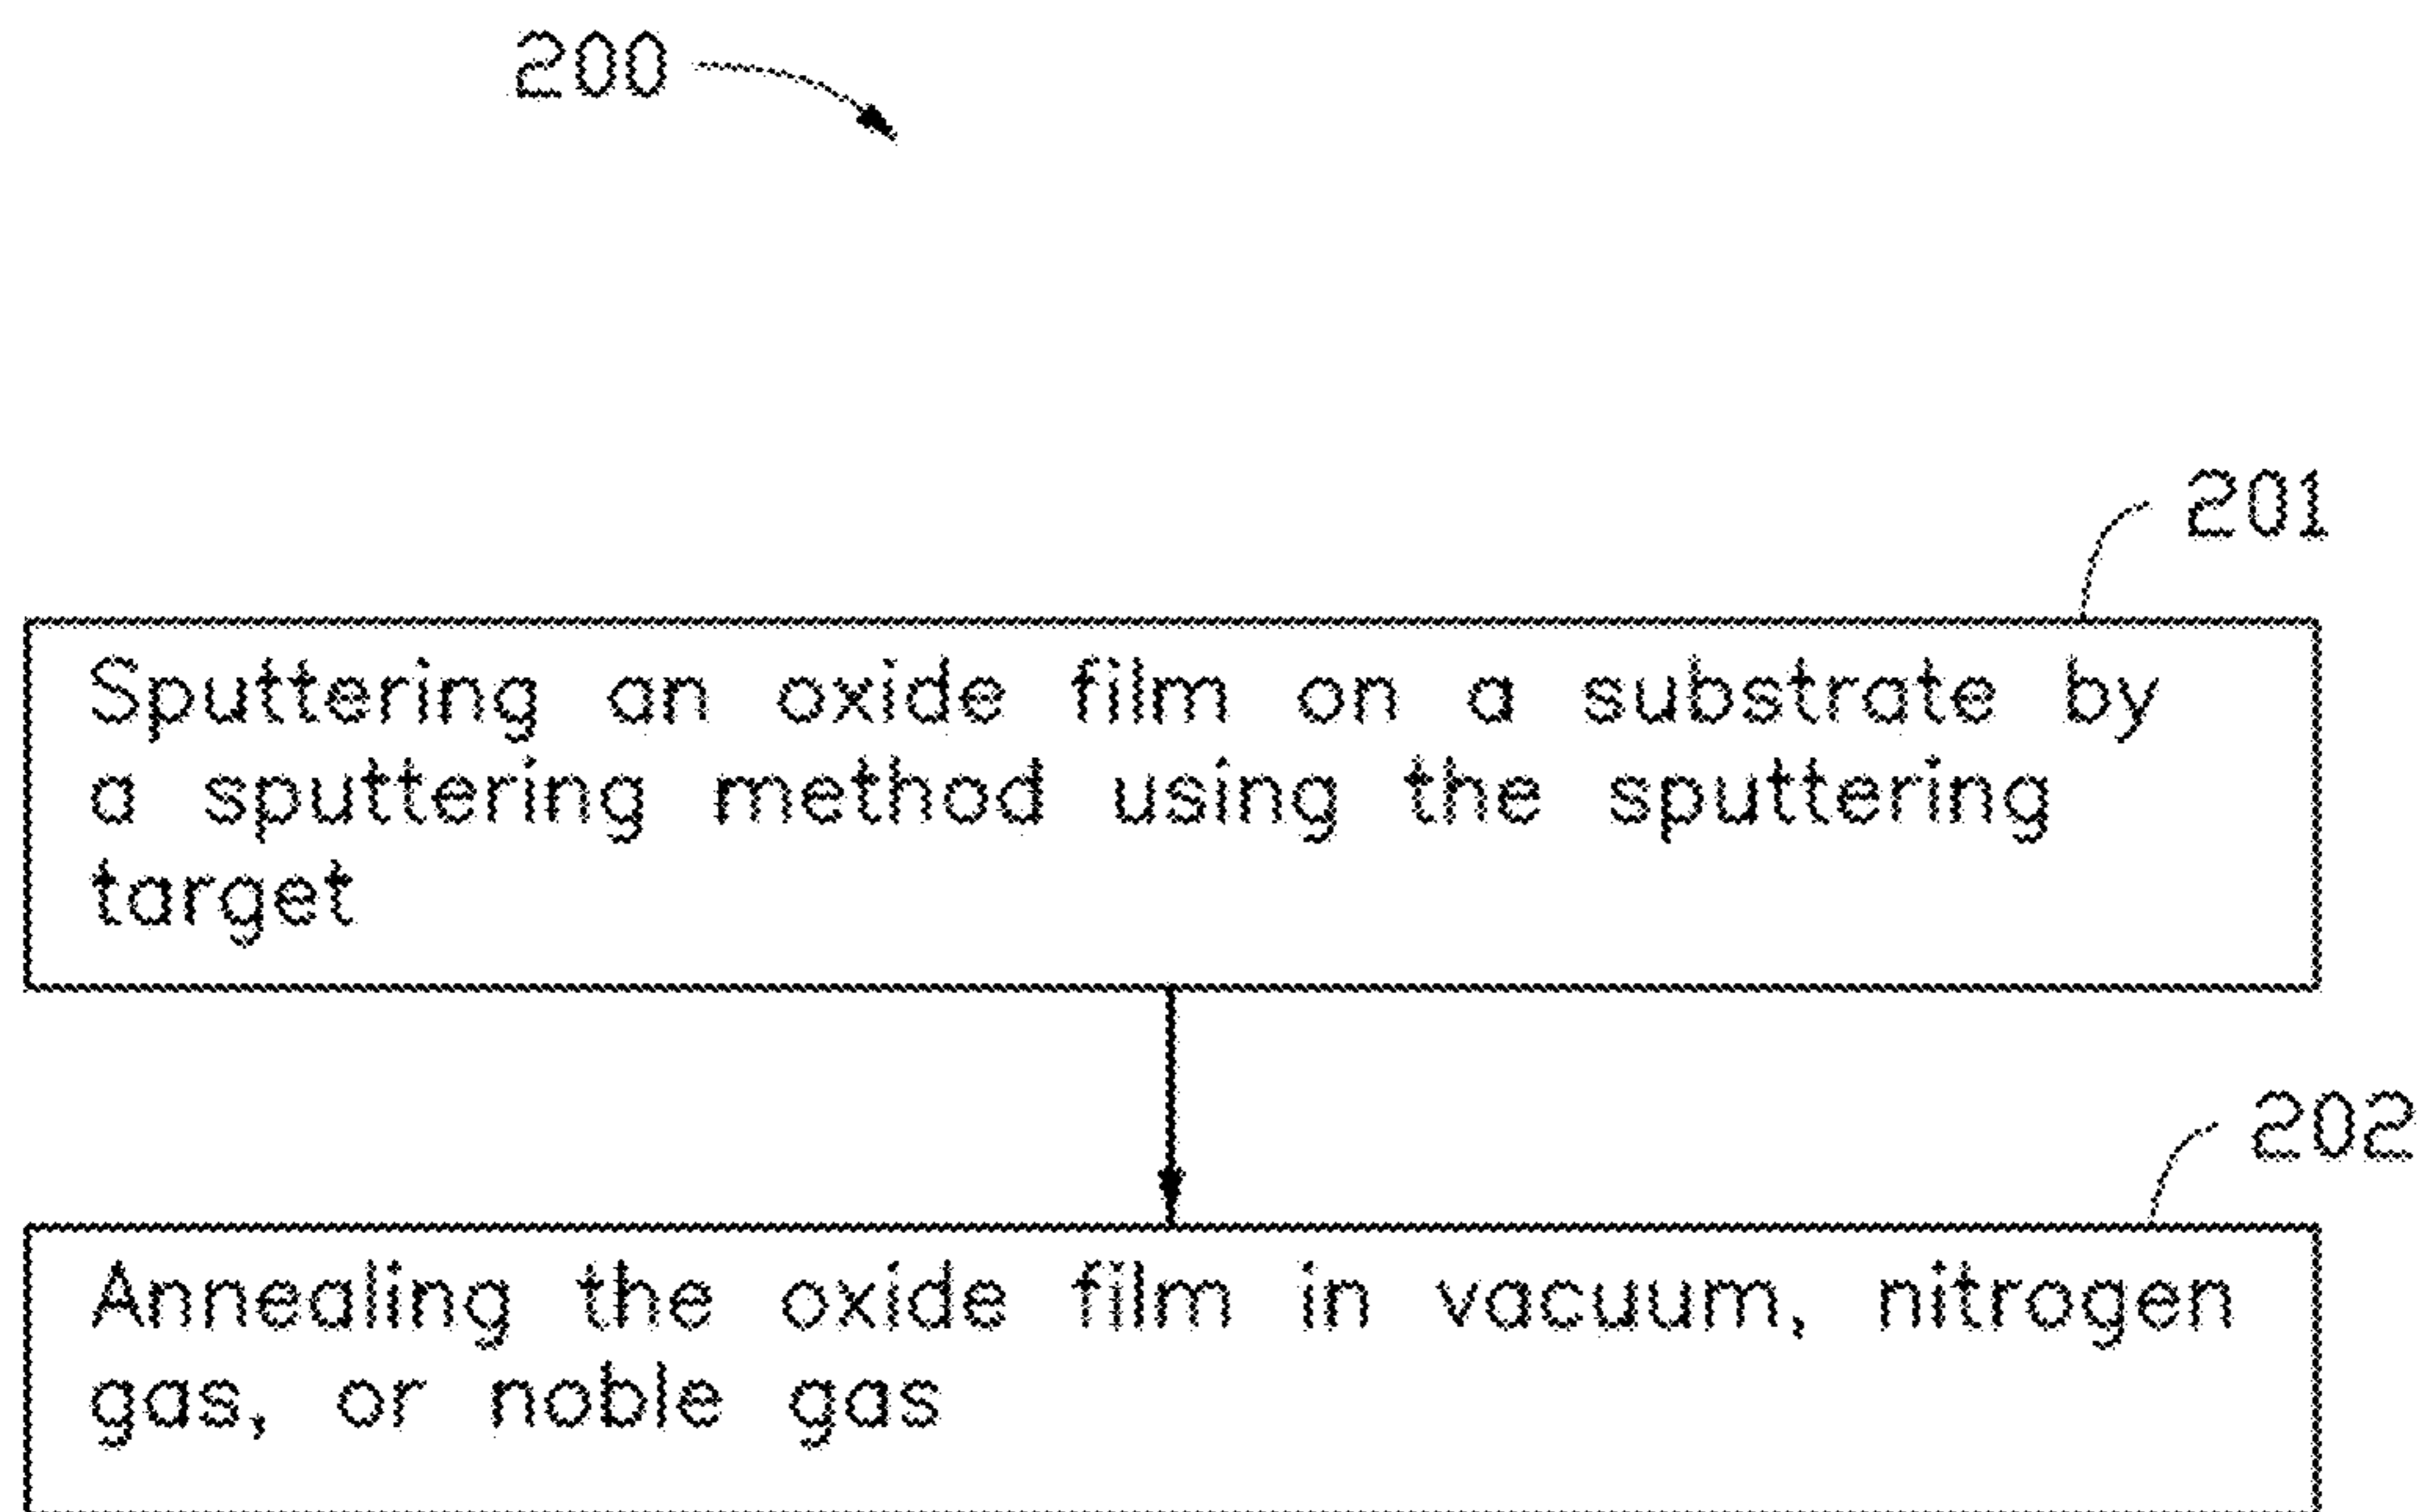 200
201
Sputtering an oxide film on a substrate by
a sputtering method using the sputtering
target
202
Annealing the oxide film in vacuum, nitrogen
gas, or noble gas